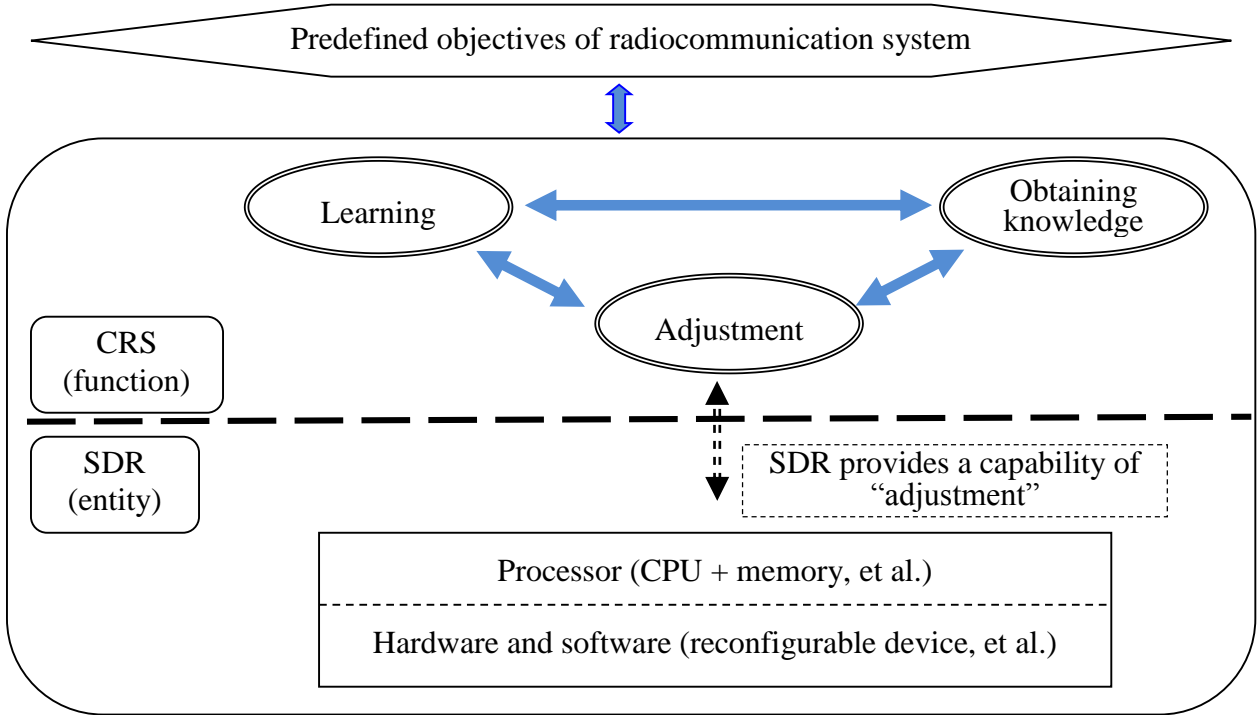 Predefined objectives of radiocommunication system
Learning
Obtaining
knowledge
Adjustment
CRS
(function)
SDR
(entity)
SDR provides a capability of
“adjustment”
Processor (CPU + memory, et al.)
Hardware and software (reconfigurable device, et al.)